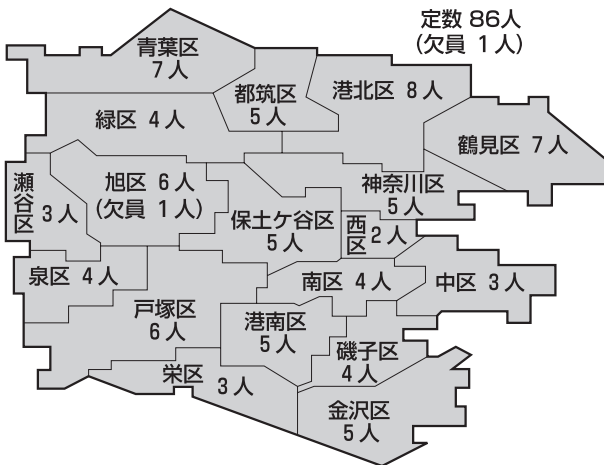 定数 86人
(欠員 1人)
青葉区
7人
都筑区
5人
港北区 8人
緑区 4人
鶴見区 7人
瀬谷区
3人
旭区 6人
(欠員 1人)
神奈川区
5人
保土ケ谷区
5人
西区
2人
泉区 4人
南区 4人
中区 3人
戸塚区
6人
港南区
5人
磯子区
4人
栄区
3人
金沢区
5人